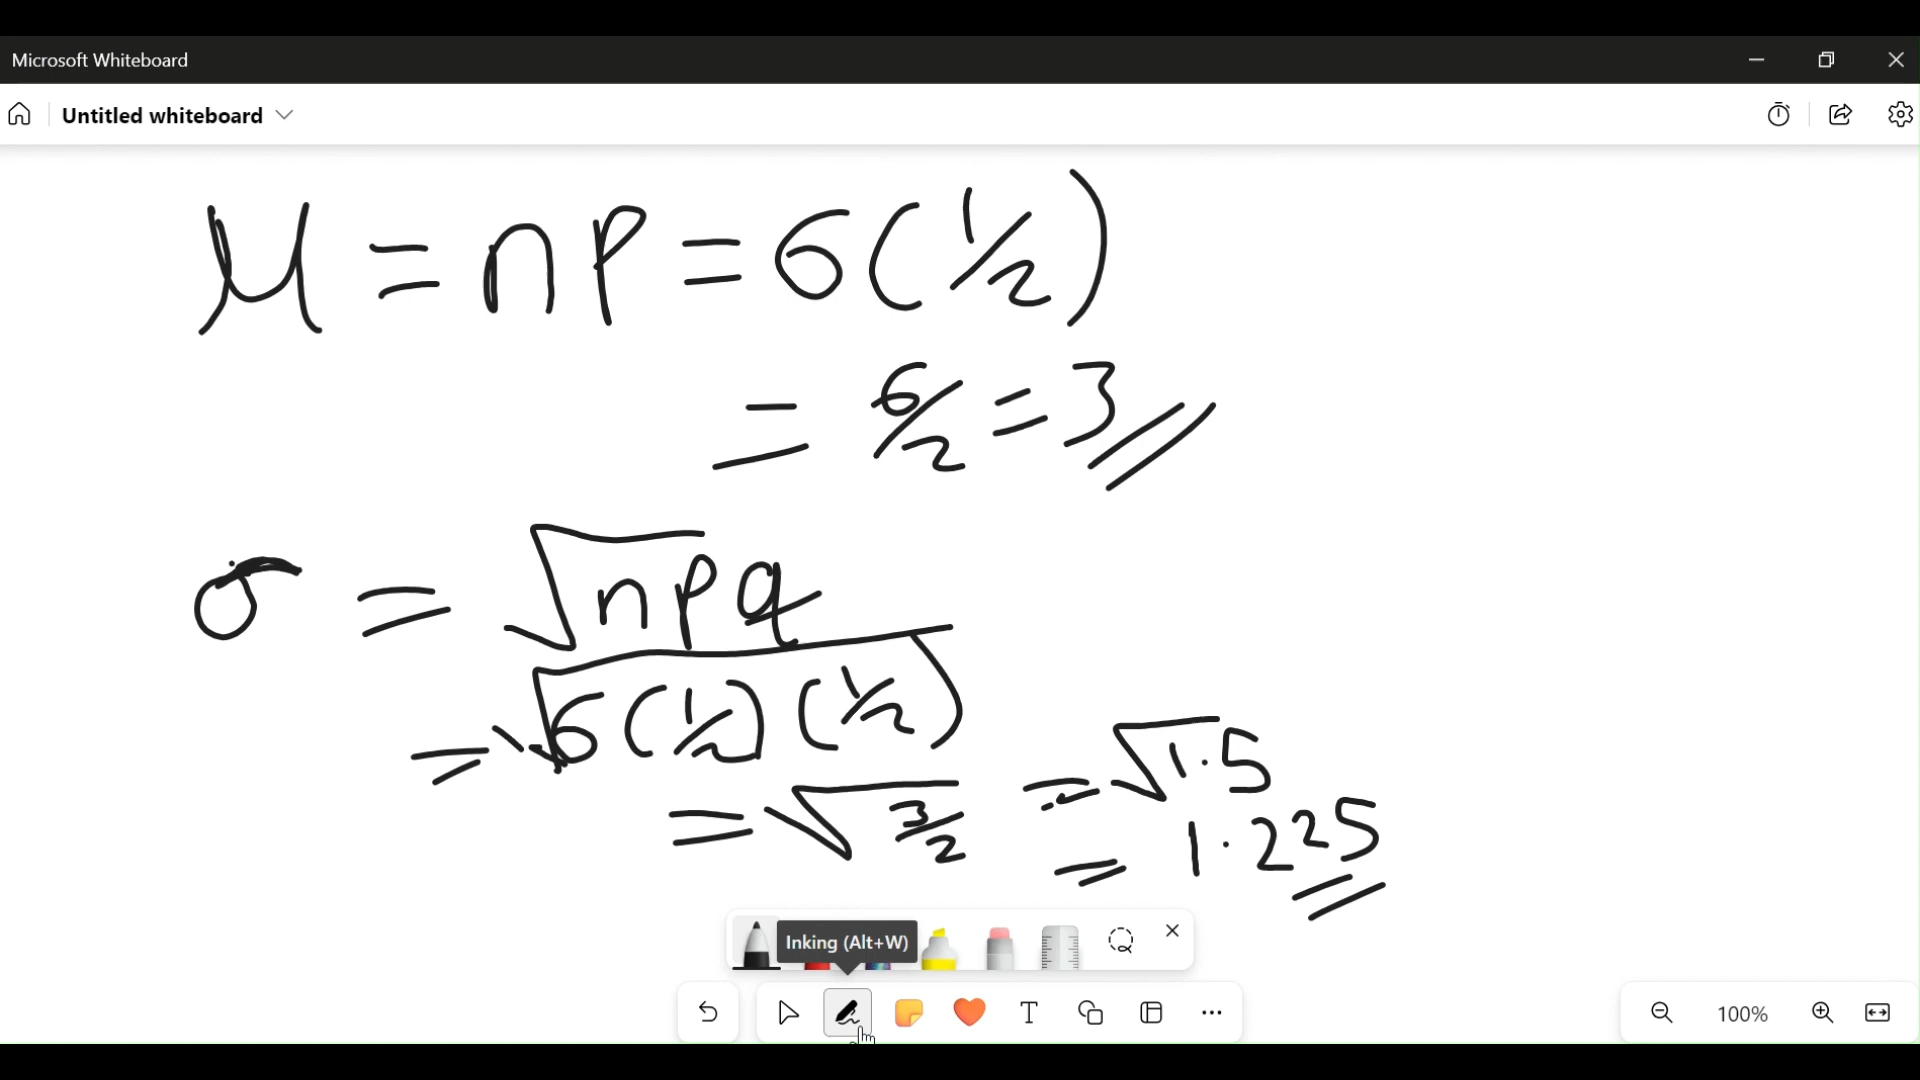 Microsoft Whiteboard
Untitled whiteboard
μ = np = 6(1/2)
= 6/2 = 3
σ = √npq
= √6(1/2)(1/2)
= √3/2 = √1.5
= 1.225
Inking (Alt+W)
T
100%